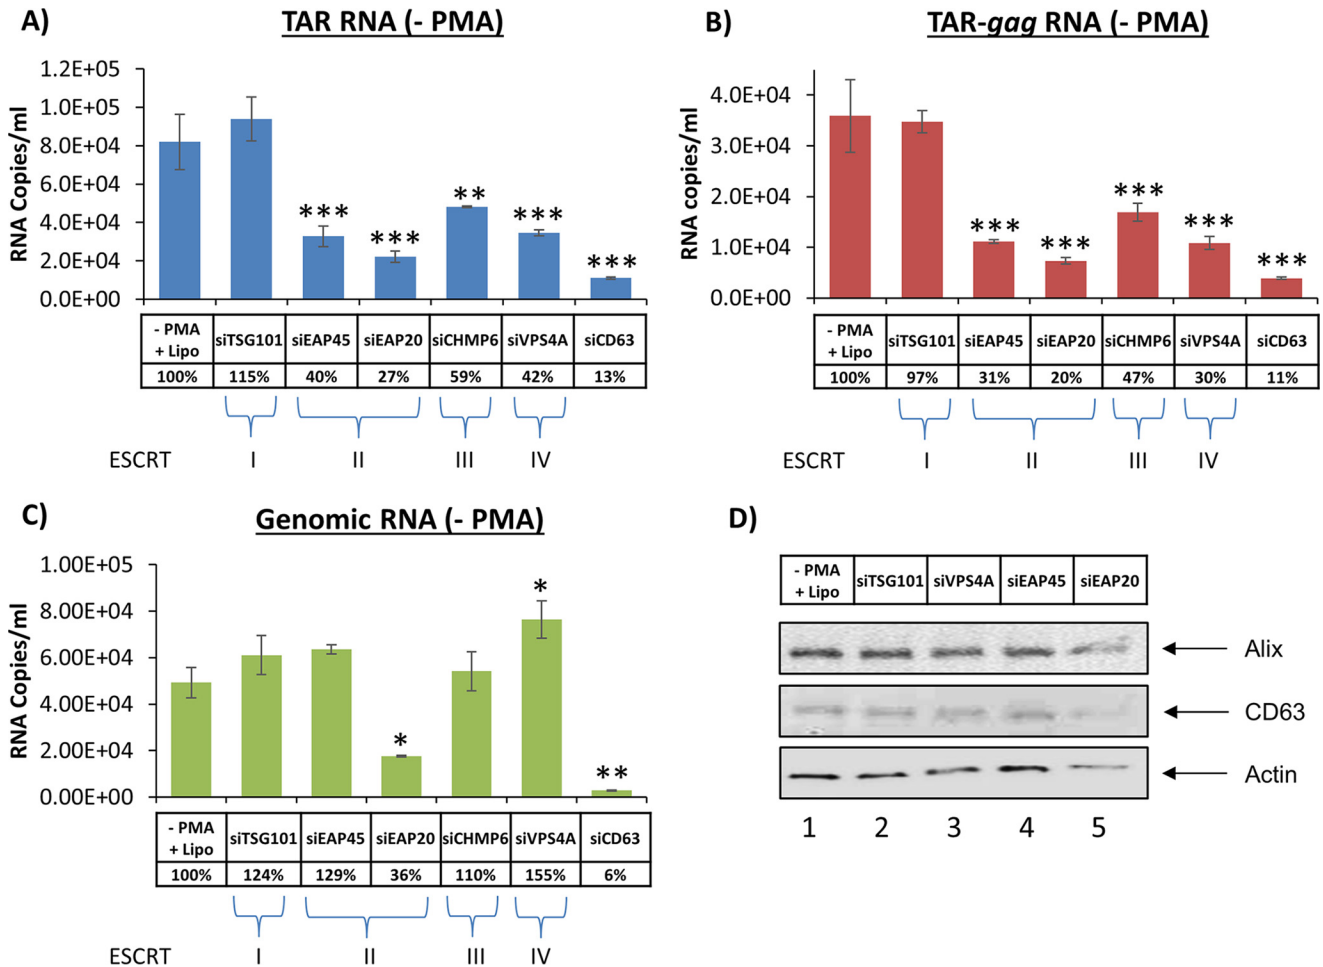 A)
TAR RNA (- PMA)
RNA Copies/ml
1.2E+05
1.0E+05
8.0E+04
6.0E+04
4.0E+04
2.0E+04
0.0E+00
*** *** ** *** ***
- PMA + Lipo siTSG101 siEAP45 siEAP20 siCHMP6 siVPS4A siCD63
100% 115% 40% 27% 59% 42% 13%
ESCRT I II III IV
B)
TAR-gag RNA (- PMA)
RNA copies/ml
4.0E+04
3.0E+04
2.0E+04
1.0E+04
0.0E+00
*** *** *** *** ***
- PMA + Lipo siTSG101 siEAP45 siEAP20 siCHMP6 siVPS4A siCD63
100% 97% 31% 20% 47% 30% 11%
ESCRT I II III IV
C)
Genomic RNA (- PMA)
RNA Copies/ml
1.00E+05
8.00E+04
6.00E+04
4.00E+04
2.00E+04
0.00E+00
* * **
- PMA + Lipo siTSG101 siEAP45 siEAP20 siCHMP6 siVPS4A siCD63
100% 124% 129% 36% 110% 155% 6%
ESCRT I II III IV
D)
- PMA + Lipo siTSG101 siVPS4A siEAP45 siEAP20
Alix
CD63
Actin
1 2 3 4 5